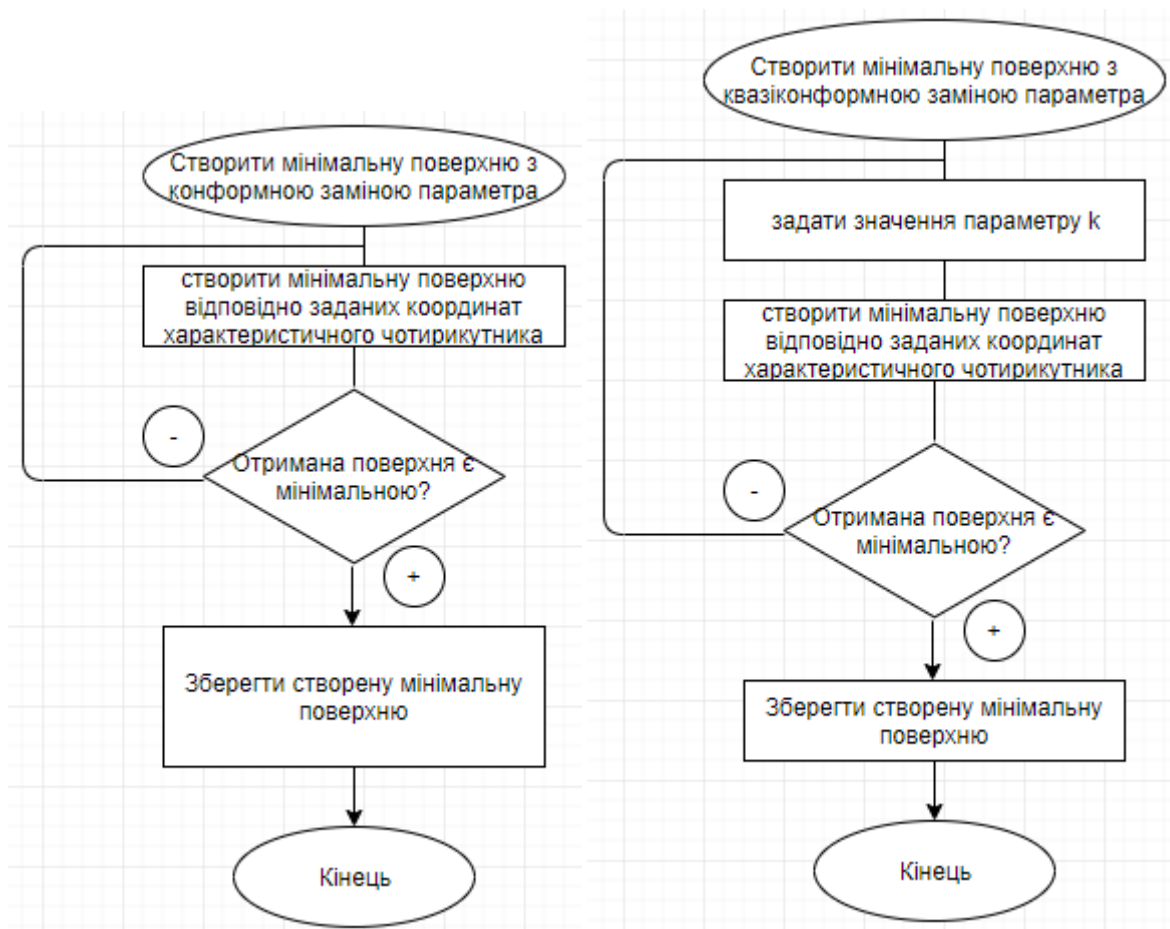 Створити мінімальну поверхню з
конформною заміною параметра
створити мінімальну поверхню
відповідно заданих координат
характеристичного чотирикутника
-
Отримана поверхня є
мінімальною?
+
Зберегти створену мінімальну
поверхню
Кінець
Створити мінімальну поверхню з
квазіконформною заміною параметра
задати значення параметру k
створити мінімальну поверхню
відповідно заданих координат
характеристичного чотирикутника
-
Отримана поверхня є
мінімальною?
+
Зберегти створену мінімальну
поверхню
Кінець